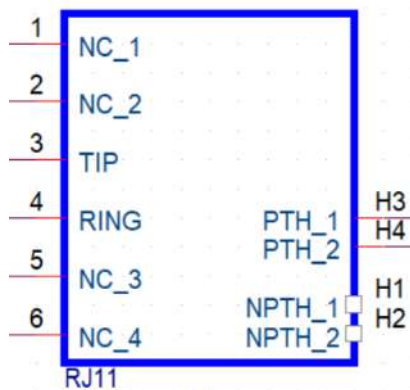 1 NC_1
2 NC_2
3 TIP
4 RING PTH_1 H3
PTH_2 H4
5 NC_3
NPTH_1 H1
6 NC_4 NPTH_2 H2
RJ11